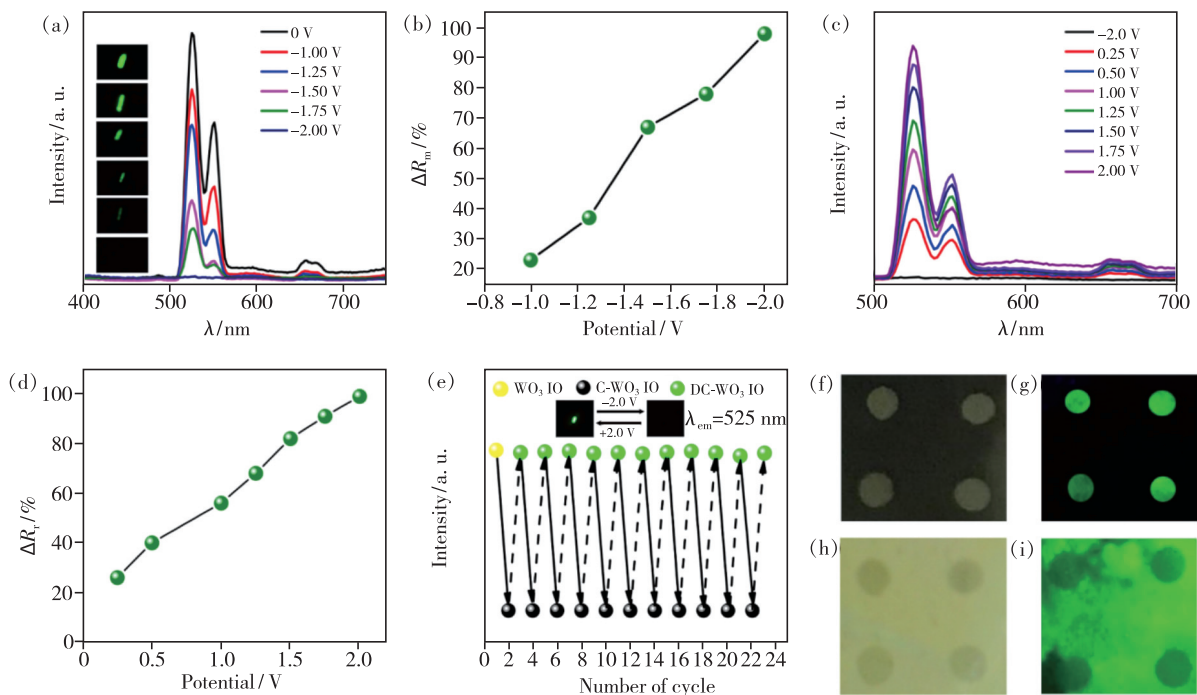 (a)
0 V
−1.00 V
−1.25 V
−1.50 V
−1.75 V
−2.00 V
Intensity/a. u.
400 500 600 700
λ/nm
(b)
100
90
80
70
60
50
40
30
20
ΔRm/%
−0.8 −1.0 −1.2 −1.4 −1.6 −1.8 −2.0
Potential/V
(c)
−2.0 V
0.25 V
0.50 V
1.00 V
1.25 V
1.50 V
1.75 V
2.00 V
Intensity/a. u.
500 600 700
λ/nm
(d)
100
80
60
40
20
0
ΔRr/%
0 0.5 1.0 1.5 2.0
Potential/V
(e)
WO3 IO C-WO3 IO DC-WO3 IO
−2.0 V
+2.0 V
λem=525 nm
Intensity/a. u.
0 2 4 6 8 10 12 14 16 18 20 22 24
Number of cycle
(f)
(g)
(h)
(i)